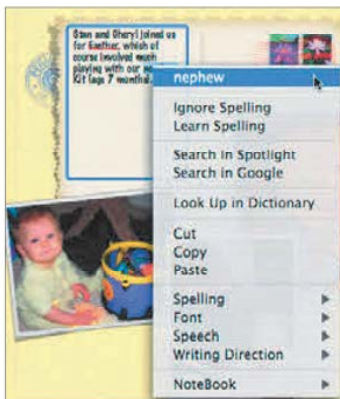 Stan and Sheryl joined us
for Easter, which of
course involved much
playing with our
Kit (age 7 months).
nephew
Ignore Spelling
Learn Spelling
Search in Spotlight
Search in Google
Look Up in Dictionary
Cut
Copy
Paste
Spelling
Font
Speech
Writing Direction
NoteBook